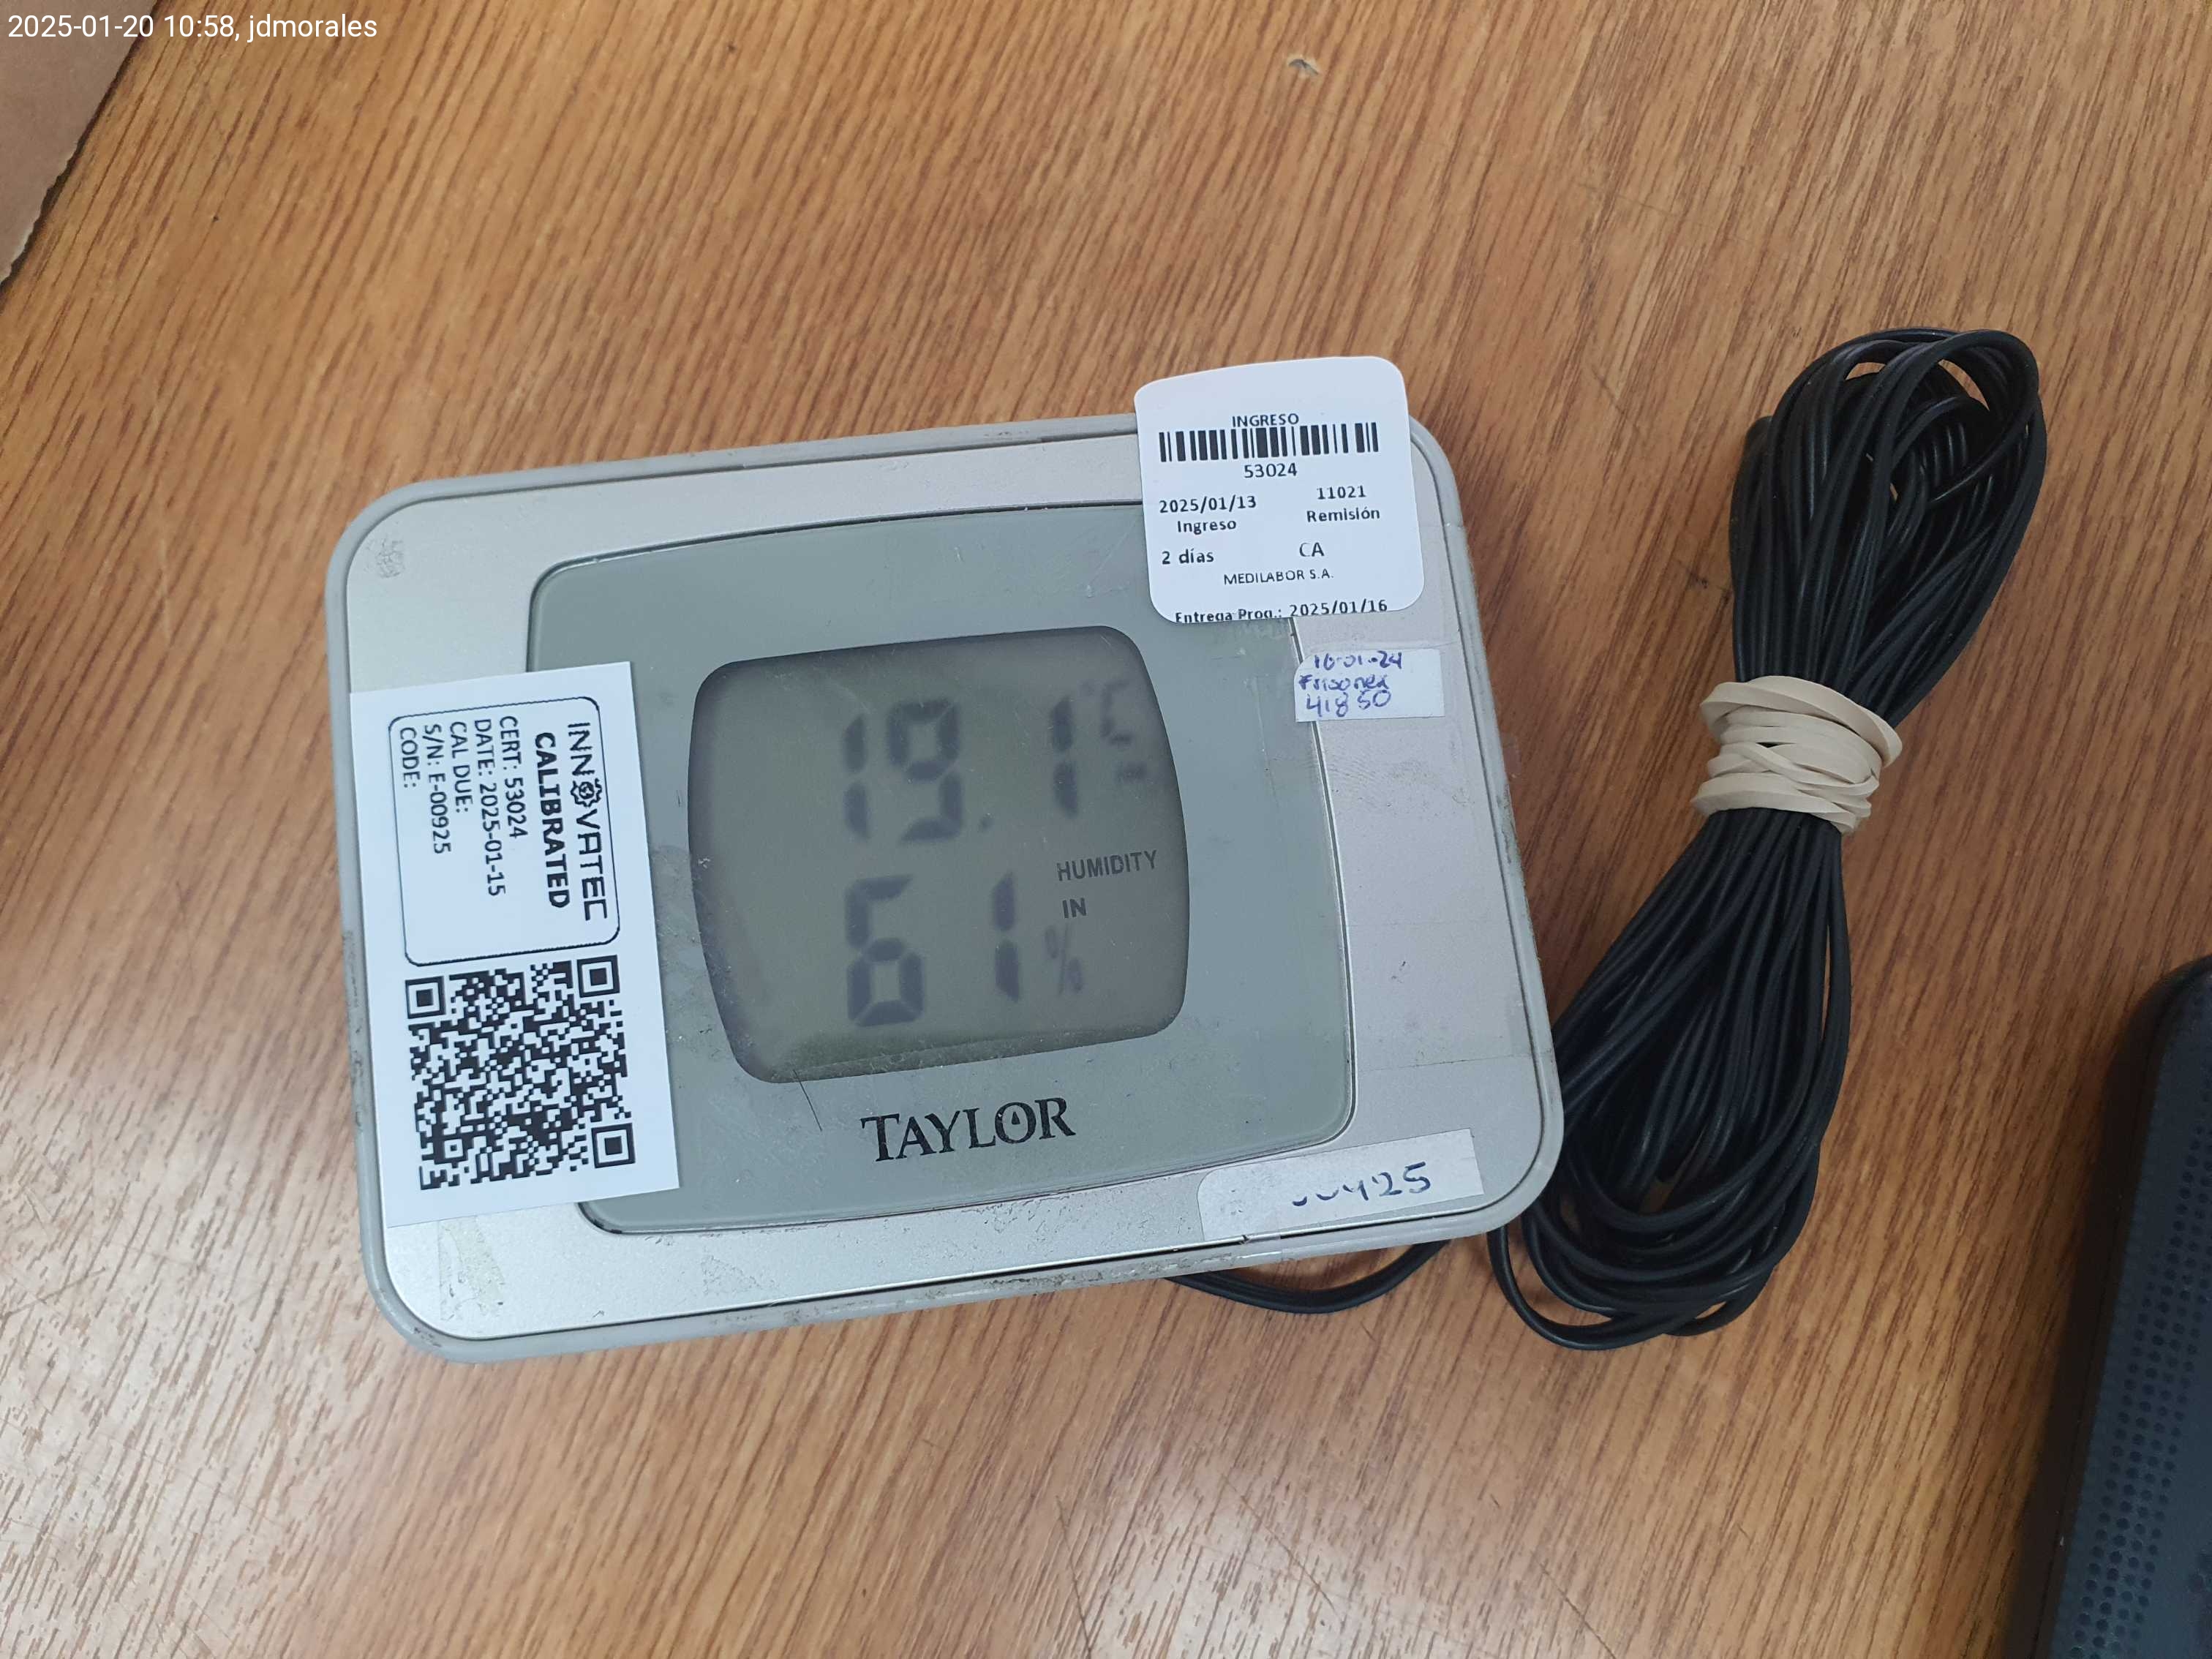 2025-01-20 10:58, jdmorales
INGRESO
53024
2025/01/13 11021
Ingreso Remisión
2 días CA
MEDILABOR S.A.
Entrega Prog.: 2025/01/16
16-01-24
41850
19.1°C
HUMIDITY
IN
61%
TAYLOR
INNOVATEC
CALIBRATED
CERT: 53024
DATE: 2025-01-15
CAL DUE:
S/N: E-00925
CODE: